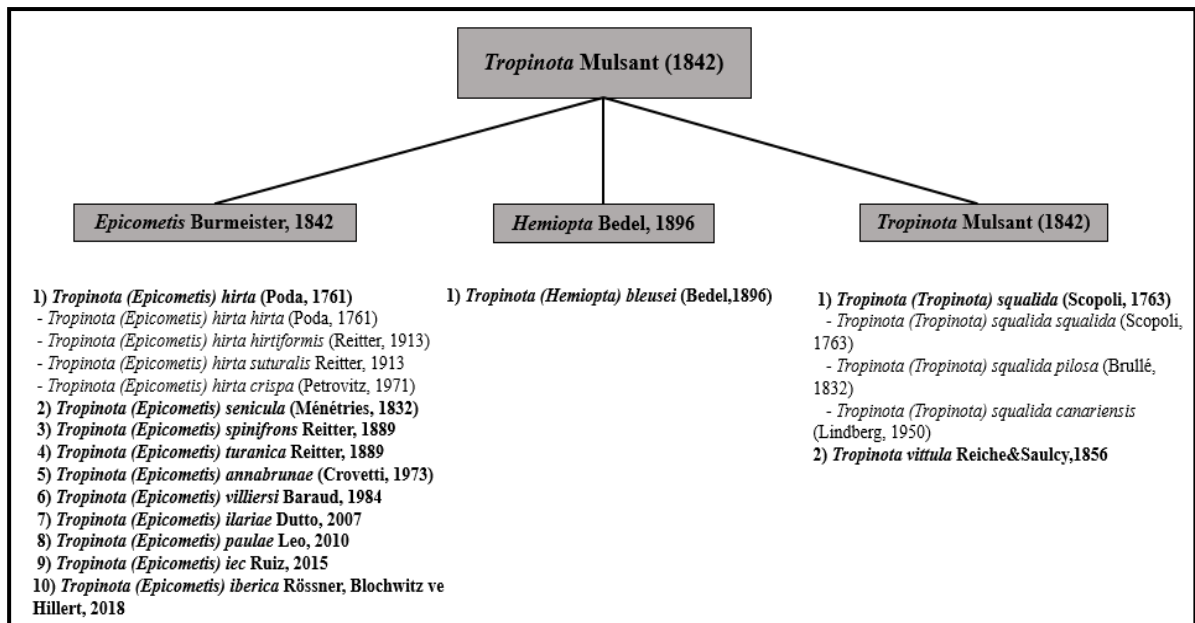 Tropinota Mulsant (1842)
Epicometis Burmeister, 1842
Hemiopta Bedel, 1896
Tropinota Mulsant (1842)
1) Tropinota (Epicometis) hirta (Poda, 1761)
- Tropinota (Epicometis) hirta hirta (Poda, 1761)
- Tropinota (Epicometis) hirta hirtiformis (Reitter, 1913)
- Tropinota (Epicometis) hirta suturalis Reitter, 1913
- Tropinota (Epicometis) hirta crispa (Petrovitz, 1971)
2) Tropinota (Epicometis) senicula (Ménétries, 1832)
3) Tropinota (Epicometis) spinifrons Reitter, 1889
4) Tropinota (Epicometis) turanica Reitter, 1889
5) Tropinota (Epicometis) annabrunae (Crovetti, 1973)
6) Tropinota (Epicometis) villiersi Baraud, 1984
7) Tropinota (Epicometis) ilariae Dutto, 2007
8) Tropinota (Epicometis) paulae Leo, 2010
9) Tropinota (Epicometis) iec Ruiz, 2015
10) Tropinota (Epicometis) iberica Rössner, Blochwitz ve
Hillert, 2018
1) Tropinota (Hemiopta) bleusei (Bedel,1896)
1) Tropinota (Tropinota) squalida (Scopoli, 1763)
- Tropinota (Tropinota) squalida squalida (Scopoli,
1763)
- Tropinota (Tropinota) squalida pilosa (Brullé,
1832)
- Tropinota (Tropinota) squalida canariensis
(Lindberg, 1950)
2) Tropinota vittula Reiche&Saulcy,1856